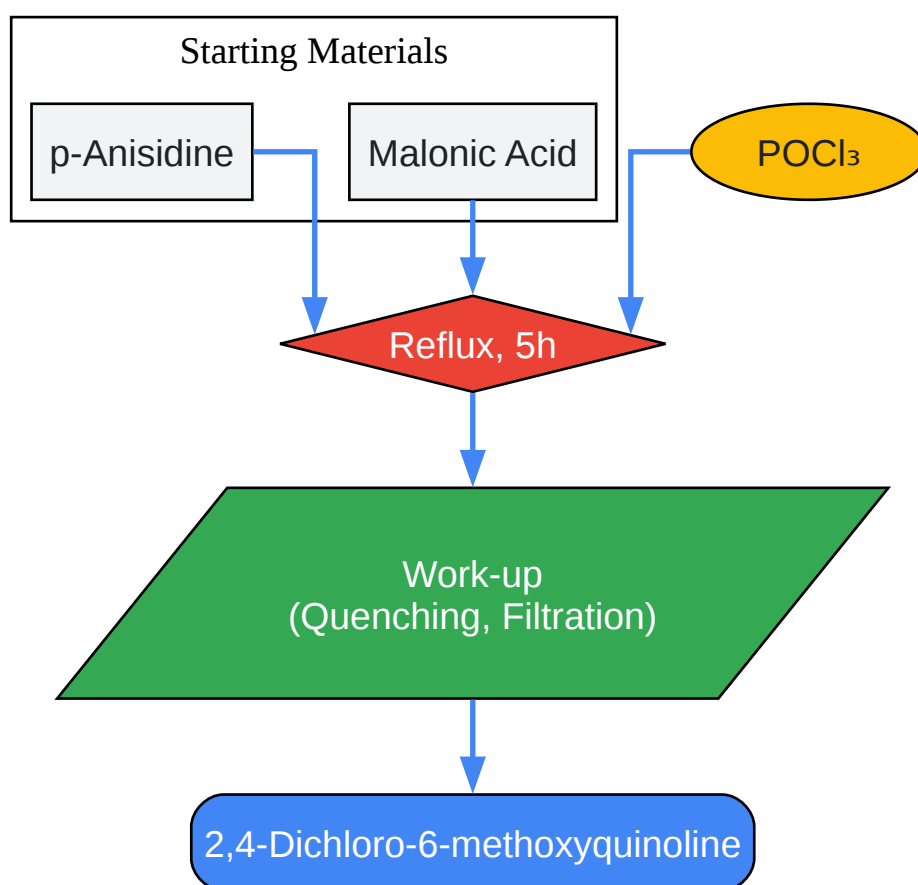 Starting Materials
p-Anisidine
Malonic Acid
POCl₃
Reflux, 5h
Work-up
(Quenching, Filtration)
2,4-Dichloro-6-methoxyquinoline